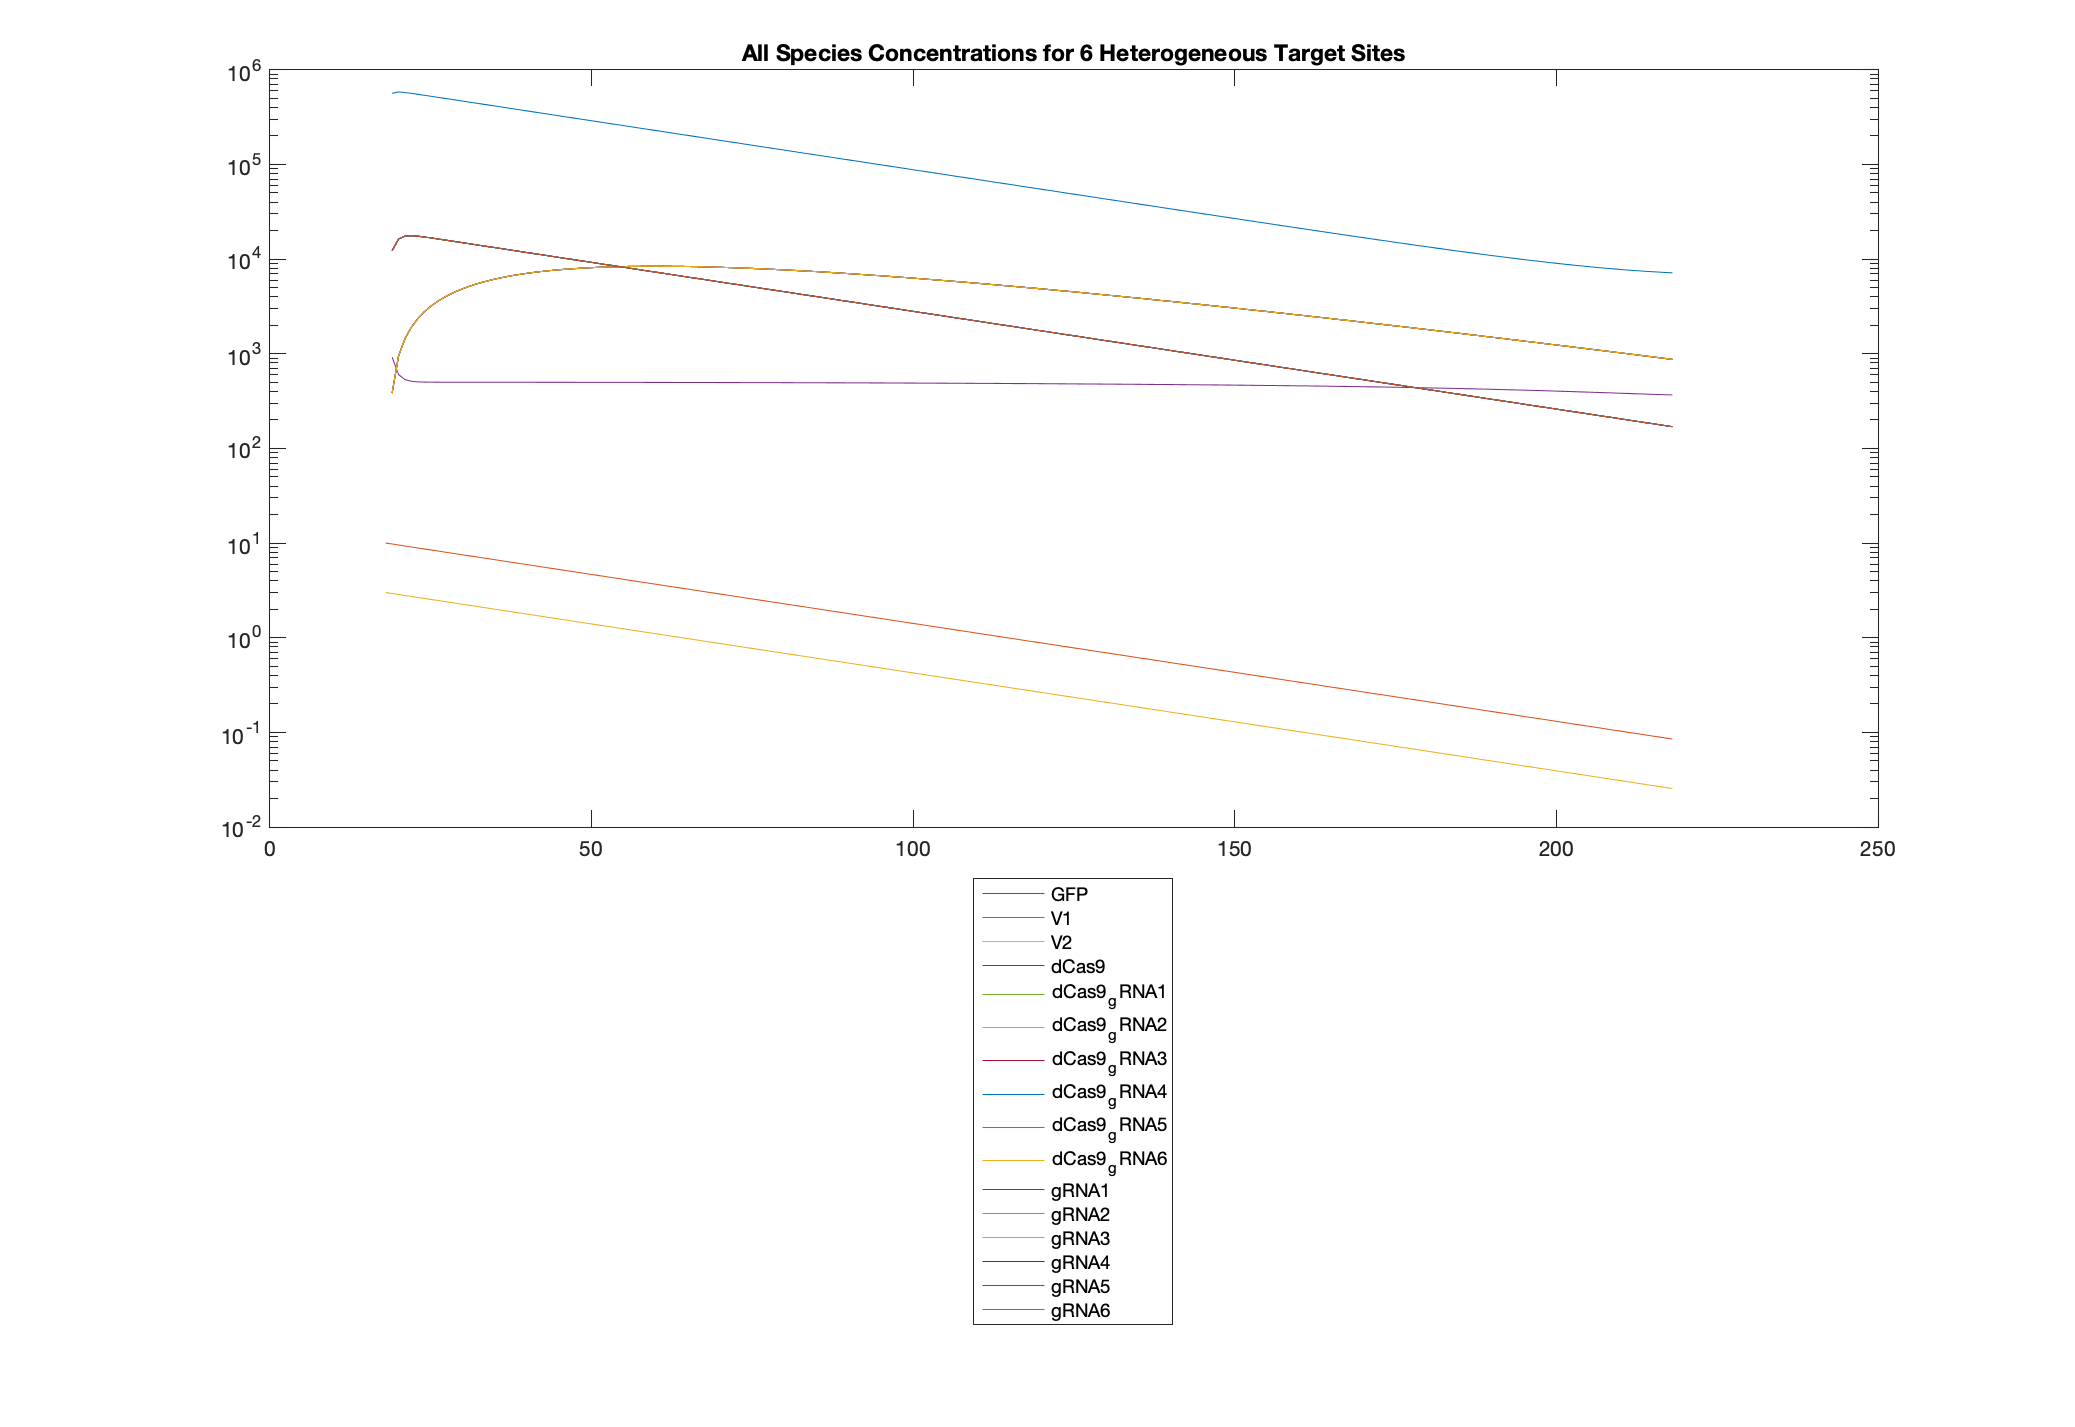 All Species Concentrations for 6 Heterogeneous Target Sites
10^6
10^5
10^4
10^3
10^2
10^1
10^0
10^-1
10^-2
0 50 100 150 200 250
GFP
V1
V2
dCas9
dCas9_gRNA1
dCas9_gRNA2
dCas9_gRNA3
dCas9_gRNA4
dCas9_gRNA5
dCas9_gRNA6
gRNA1
gRNA2
gRNA3
gRNA4
gRNA5
gRNA6